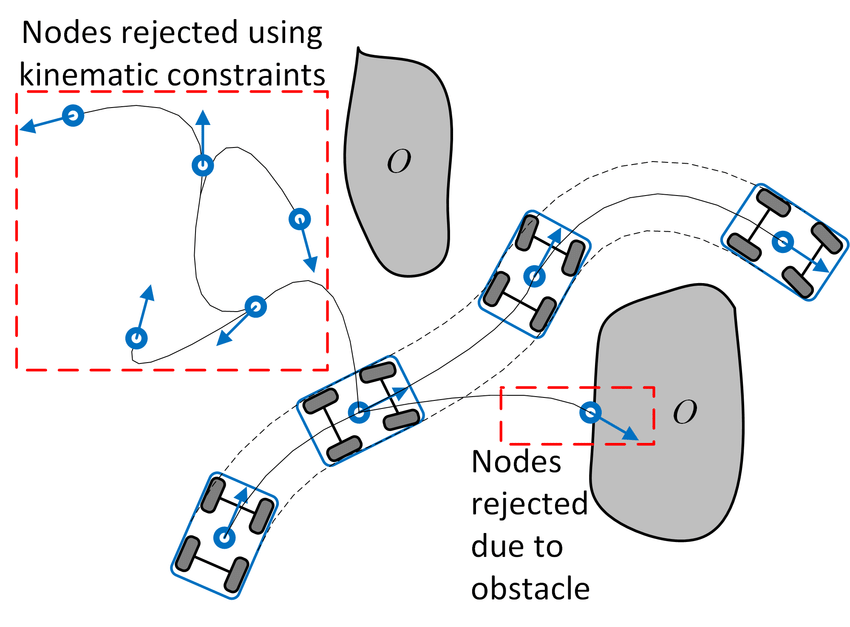 Nodes rejected using
kinematic constraints
O
O
Nodes
rejected
due to
obstacle